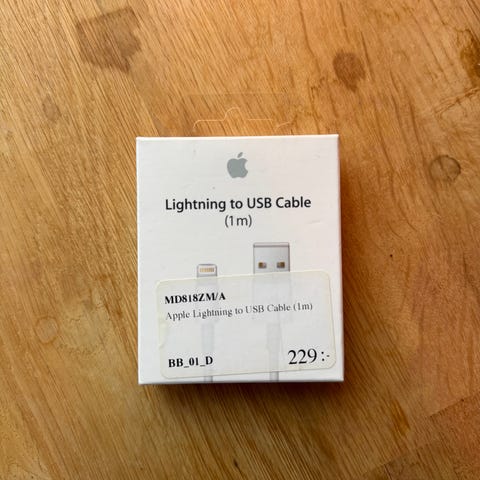 Lightning to USB Cable
(1m)
MD818ZM/A
Apple Lightning to USB Cable (1m)
BB_01_D 229:-